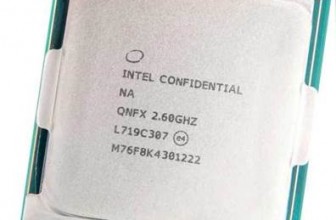 INTEL CONFIDENTIAL
NA
QNFX 2.60GHZ
L719C307 e4
M76F8K4301222